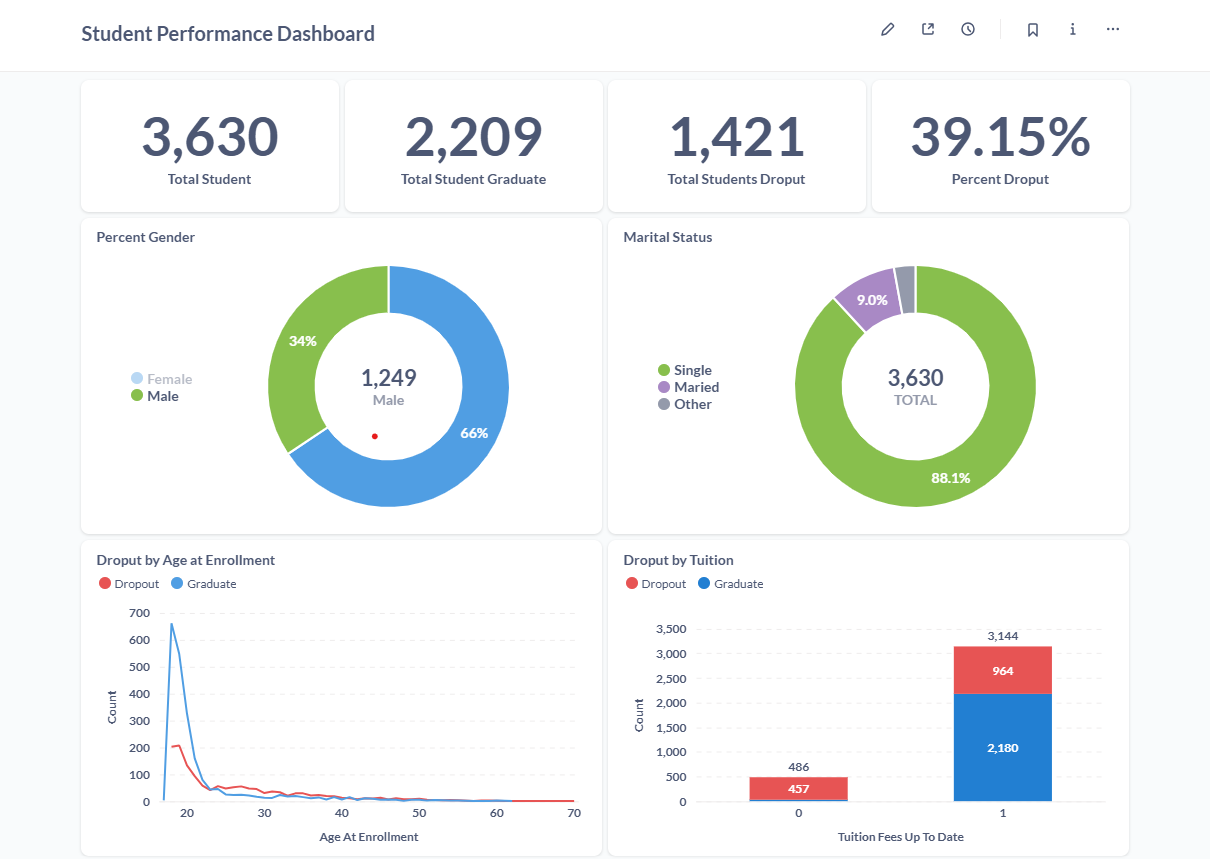 Student Performance Dashboard
3,630
Total Student
2,209
Total Student Graduate
1,421
Total Students Droput
39.15%
Percent Droput
Percent Gender
Female
Male
34%
66%
1,249
Male
Marital Status
Single
Maried
Other
9.0%
88.1%
3,630
TOTAL
Droput by Age at Enrollment
Dropout Graduate
Count
700
600
500
400
300
200
100
0
20 30 40 50 60 70
Age At Enrollment
Droput by Tuition
Dropout Graduate
Count
3,500
3,000
2,500
2,000
1,500
1,000
500
0
486
457
3,144
964
2,180
0 1
Tuition Fees Up To Date